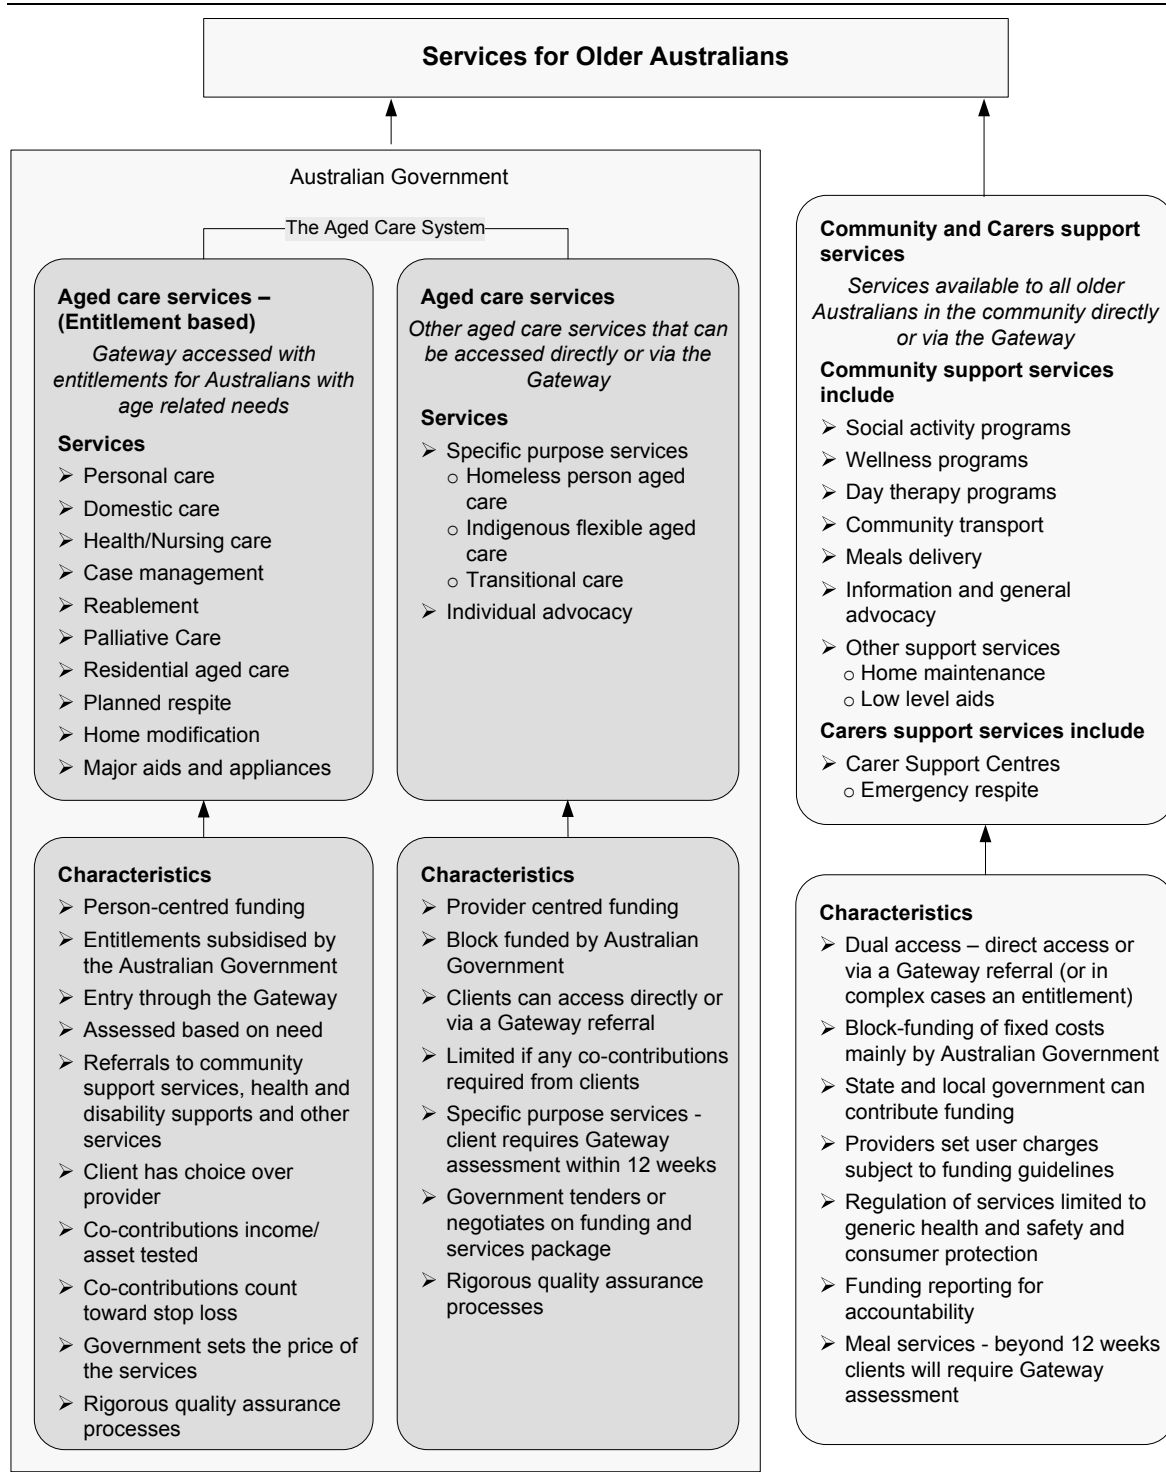 Services for Older Australians
Australian Government
The Aged Care System
Aged care services –
(Entitlement based)
Gateway accessed with
entitlements for Australians with
age related needs
Services
➢ Personal care
➢ Domestic care
➢ Health/Nursing care
➢ Case management
➢ Reablement
➢ Palliative Care
➢ Residential aged care
➢ Planned respite
➢ Home modification
➢ Major aids and appliances
Characteristics
➢ Person-centred funding
➢ Entitlements subsidised by
the Australian Government
➢ Entry through the Gateway
➢ Assessed based on need
➢ Referrals to community
support services, health and
disability supports and other
services
➢ Client has choice over
provider
➢ Co-contributions income/
asset tested
➢ Co-contributions count
toward stop loss
➢ Government sets the price of
the services
➢ Rigorous quality assurance
processes
Aged care services
Other aged care services that can
be accessed directly or via the
Gateway
Services
➢ Specific purpose services
o Homeless person aged
care
o Indigenous flexible aged
care
o Transitional care
➢ Individual advocacy
Characteristics
➢ Provider centred funding
➢ Block funded by Australian
Government
➢ Clients can access directly or
via a Gateway referral
➢ Limited if any co-contributions
required from clients
➢ Specific purpose services -
client requires Gateway
assessment within 12 weeks
➢ Government tenders or
negotiates on funding and
services package
➢ Rigorous quality assurance
processes
Community and Carers support
services
Services available to all older
Australians in the community directly
or via the Gateway
Community support services
include
➢ Social activity programs
➢ Wellness programs
➢ Day therapy programs
➢ Community transport
➢ Meals delivery
➢ Information and general
advocacy
➢ Other support services
o Home maintenance
o Low level aids
Carers support services include
➢ Carer Support Centres
o Emergency respite
Characteristics
➢ Dual access – direct access or
via a Gateway referral (or in
complex cases an entitlement)
➢ Block-funding of fixed costs
mainly by Australian Government
➢ State and local government can
contribute funding
➢ Providers set user charges
subject to funding guidelines
➢ Regulation of services limited to
generic health and safety and
consumer protection
➢ Funding reporting for
accountability
➢ Meal services - beyond 12 weeks
clients will require Gateway
assessment